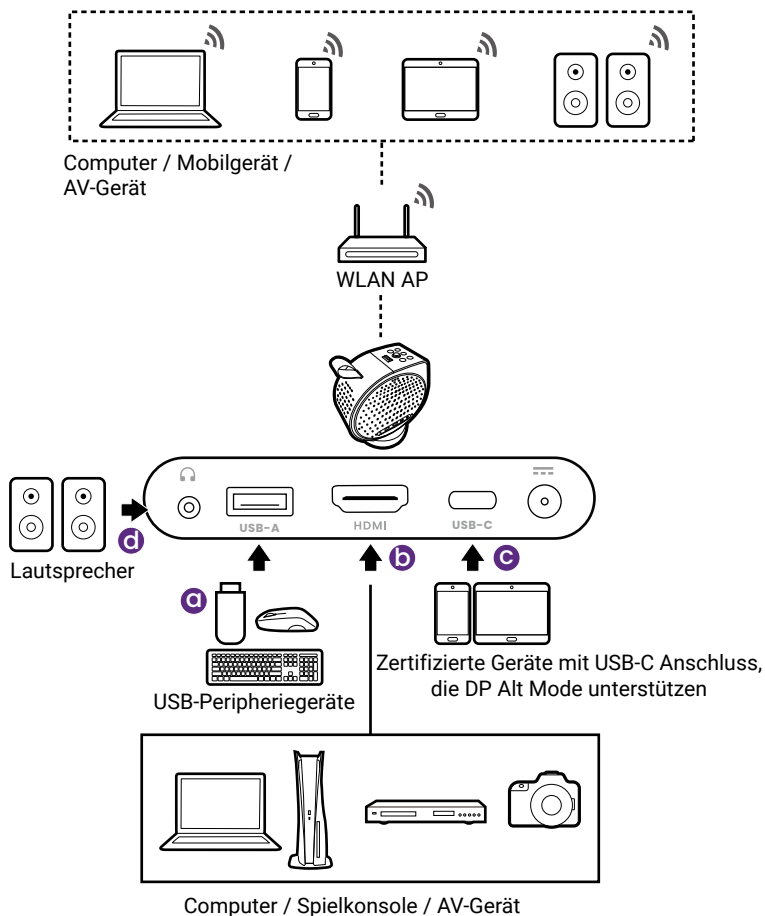 Computer / Mobilgerät /
AV-Gerät
WLAN AP
USB-A
HDMI
USB-C
d
Lautsprecher
b
c
a
USB-Peripheriegeräte
Zertifizierte Geräte mit USB-C Anschluss,
die DP Alt Mode unterstützen
Computer / Spielkonsole / AV-Gerät